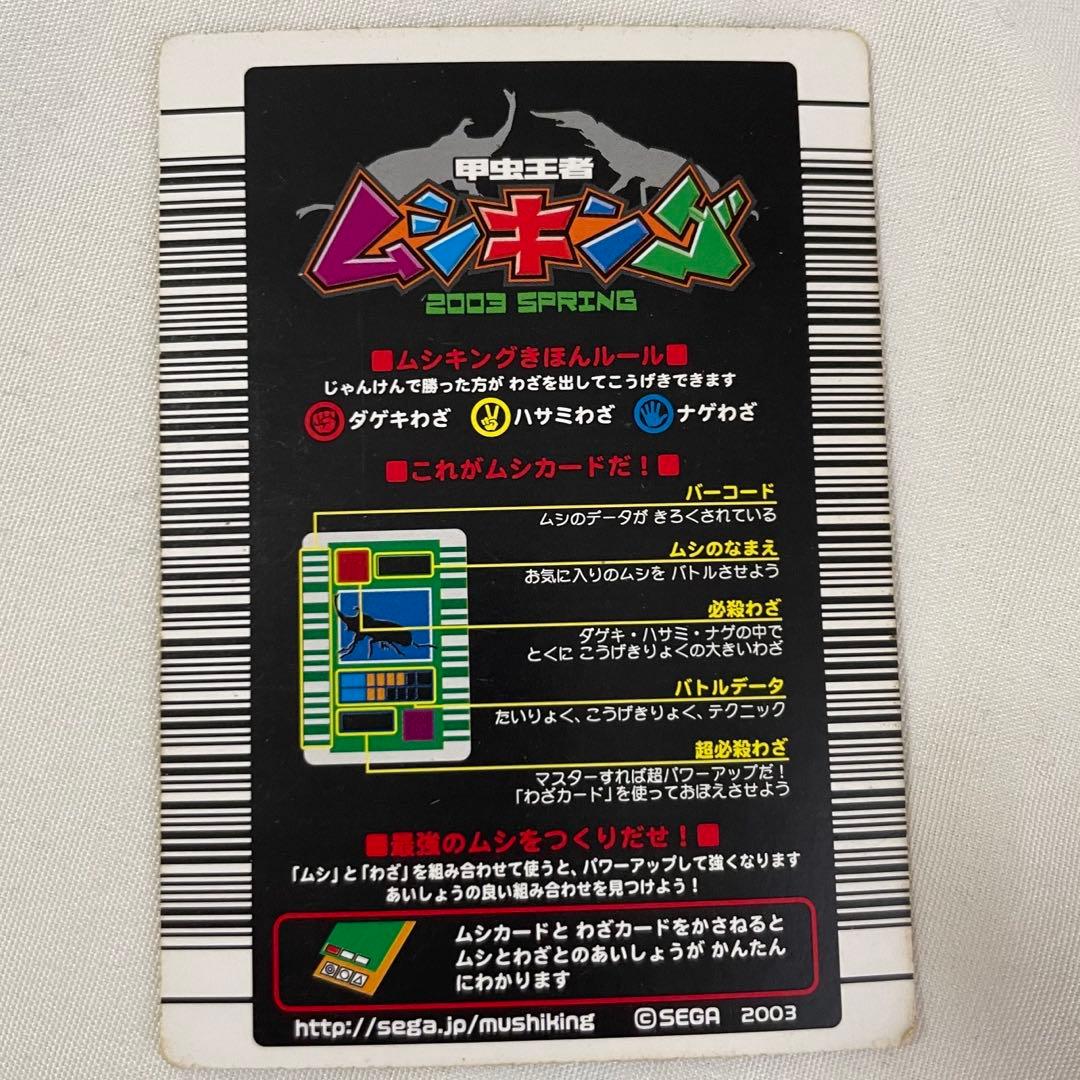 甲虫王者
ムシキング
2003 SPRING
■ムシキングきほんルール■
じゃんけんで勝った方が わざを出してこうげきできます
ダゲキわざ ハサミわざ ナゲわざ
■これがムシカードだ！■
バーコード
ムシのデータが きろくされている
ムシのなまえ
お気に入りのムシを バトルさせよう
必殺わざ
ダゲキ・ハサミ・ナゲの中で
とくに こうげきりょくの大きいわざ
バトルデータ
たいりょく、こうげきりょく、テクニック
超必殺わざ
マスターすれば超パワーアップだ！
「わざカード」を使っておぼえさせよう
■最強のムシをつくりだせ！■
「ムシ」と「わざ」を組み合わせて使うと、パワーアップして強くなります
あいしょうの良い組み合わせを見つけよう！
ムシカードと わざカードをかさねると
ムシとわざとのあいしょうが かんたん
にわかります
http://sega.jp/mushiking ©SEGA 2003